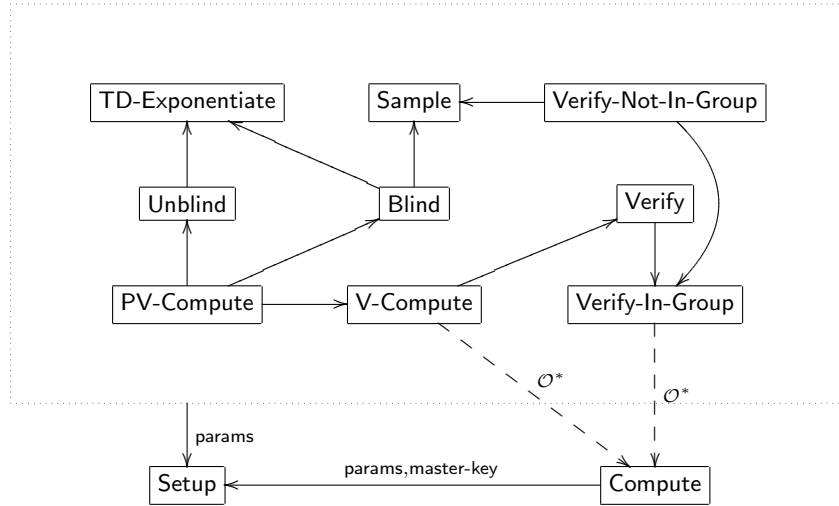 TD-Exponentiate
Sample
Verify-Not-In-Group
Unblind
Blind
Verify
PV-Compute
V-Compute
Verify-In-Group
𝒪*
𝒪*
params
params,master-key
Setup
Compute